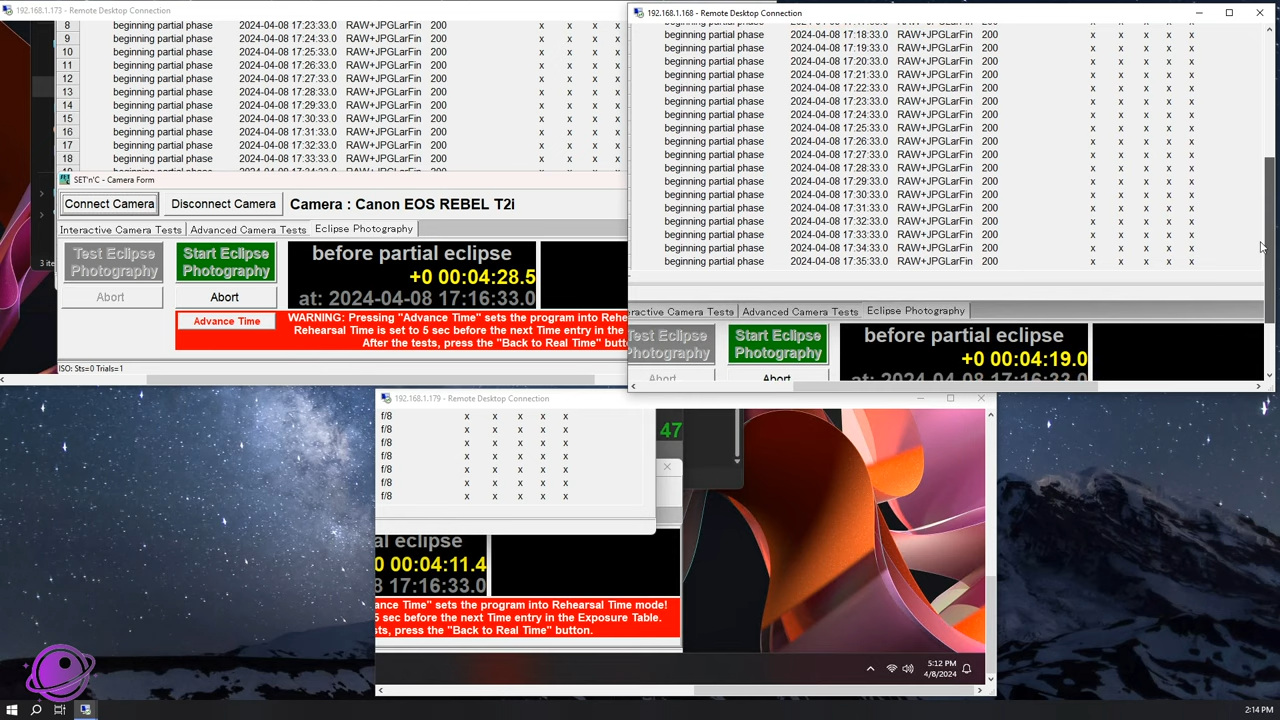 192.168.1.173 - Remote Desktop Connection
8 beginning partial phase 2024-04-08 17:23:33.0 RAW+JPGLarFin 200 x x x
9 beginning partial phase 2024-04-08 17:24:33.0 RAW+JPGLarFin 200 x x x
10 beginning partial phase 2024-04-08 17:25:33.0 RAW+JPGLarFin 200 x x x
11 beginning partial phase 2024-04-08 17:26:33.0 RAW+JPGLarFin 200 x x x
12 beginning partial phase 2024-04-08 17:27:33.0 RAW+JPGLarFin 200 x x x
13 beginning partial phase 2024-04-08 17:28:33.0 RAW+JPGLarFin 200 x x x
14 beginning partial phase 2024-04-08 17:29:33.0 RAW+JPGLarFin 200 x x x
15 beginning partial phase 2024-04-08 17:30:33.0 RAW+JPGLarFin 200 x x x
16 beginning partial phase 2024-04-08 17:31:33.0 RAW+JPGLarFin 200 x x x
17 beginning partial phase 2024-04-08 17:32:33.0 RAW+JPGLarFin 200 x x x
18 beginning partial phase 2024-04-08 17:33:33.0 RAW+JPGLarFin 200 x x x
SET'n'C - Camera Form
Connect Camera Disconnect Camera Camera : Canon EOS REBEL T2i
Interactive Camera Tests Advanced Camera Tests Eclipse Photography
Test Eclipse Photography
Start Eclipse Photography
before partial eclipse
+0 00:04:28.5
at: 2024-04-08 17:16:33.0
Abort Abort
Advance Time
WARNING: Pressing "Advance Time" sets the program into Rehe
Rehearsal Time is set to 5 sec before the next Time entry in the
After the tests, press the "Back to Real Time" butt
ISO: Sts=0 Trials=1
3 ite
192.168.1.168 - Remote Desktop Connection
beginning partial phase 2024-04-08 17:18:33.0 RAW+JPGLarFin 200 x x x x x
beginning partial phase 2024-04-08 17:19:33.0 RAW+JPGLarFin 200 x x x x x
beginning partial phase 2024-04-08 17:20:33.0 RAW+JPGLarFin 200 x x x x x
beginning partial phase 2024-04-08 17:21:33.0 RAW+JPGLarFin 200 x x x x x
beginning partial phase 2024-04-08 17:22:33.0 RAW+JPGLarFin 200 x x x x x
beginning partial phase 2024-04-08 17:23:33.0 RAW+JPGLarFin 200 x x x x x
beginning partial phase 2024-04-08 17:24:33.0 RAW+JPGLarFin 200 x x x x x
beginning partial phase 2024-04-08 17:25:33.0 RAW+JPGLarFin 200 x x x x x
beginning partial phase 2024-04-08 17:26:33.0 RAW+JPGLarFin 200 x x x x x
beginning partial phase 2024-04-08 17:27:33.0 RAW+JPGLarFin 200 x x x x x
beginning partial phase 2024-04-08 17:28:33.0 RAW+JPGLarFin 200 x x x x x
beginning partial phase 2024-04-08 17:29:33.0 RAW+JPGLarFin 200 x x x x x
beginning partial phase 2024-04-08 17:30:33.0 RAW+JPGLarFin 200 x x x x x
beginning partial phase 2024-04-08 17:31:33.0 RAW+JPGLarFin 200 x x x x x
beginning partial phase 2024-04-08 17:32:33.0 RAW+JPGLarFin 200 x x x x x
beginning partial phase 2024-04-08 17:33:33.0 RAW+JPGLarFin 200 x x x x x
beginning partial phase 2024-04-08 17:34:33.0 RAW+JPGLarFin 200 x x x x x
beginning partial phase 2024-04-08 17:35:33.0 RAW+JPGLarFin 200 x x x x x
eractive Camera Tests Advanced Camera Tests Eclipse Photography
Test Eclipse Photography
Start Eclipse Photography
before partial eclipse
+0 00:04:19.0
at: 2024-04-08 17:16:33.0
Abort Abort
192.168.1.179 - Remote Desktop Connection
f/8 x x x x x
f/8 x x x x x
f/8 x x x x x
f/8 x x x x x
f/8 x x x x x
f/8 x x x x x
f/8 x x x x x
47
al eclipse
0 00:04:11.4
8 17:16:33.0
ance Time" sets the program into Rehearsal Time mode!
5 sec before the next Time entry in the Exposure Table.
sts, press the "Back to Real Time" button.
5:12 PM
4/8/2024
2:14 PM